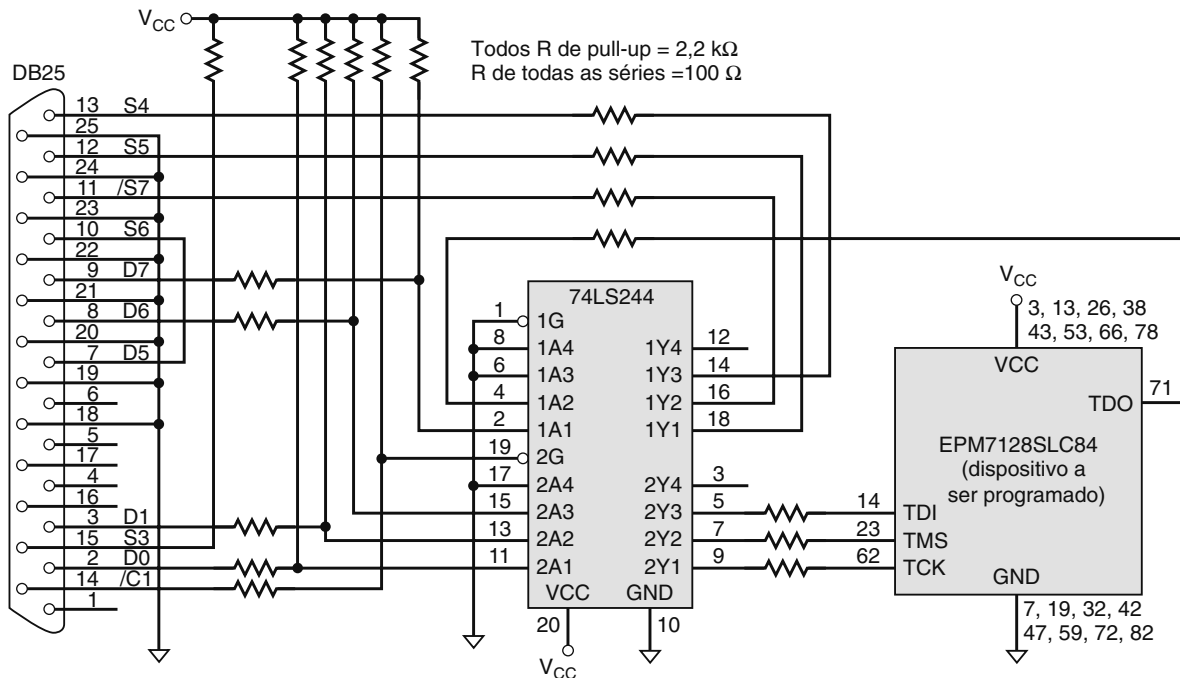 VCC
Todos R de pull-up = 2,2 kΩ
R de todas as séries =100 Ω
DB25
13 S4
25
12 S5
24
11 /S7
23
10 S6
22
9 D7
21
8 D6
20
7 D5
19
6
18
5
17
4
16
3 D1
15 S3
2 D0
14 /C1
1
74LS244
1 1G
8 1A4
6 1A3
4 1A2
2 1A1
19 2G
17 2A4
15 2A3
13 2A2
11 2A1
1Y4 12
1Y3 14
1Y2 16
1Y1 18
2Y4 3
2Y3 5
2Y2 7
2Y1 9
VCC GND
20 10
VCC
VCC
3, 13, 26, 38
43, 53, 66, 78
VCC
TDO 71
EPM7128SLC84
(dispositivo a
ser programado)
14 TDI
23 TMS
62 TCK
GND
7, 19, 32, 42
47, 59, 72, 82